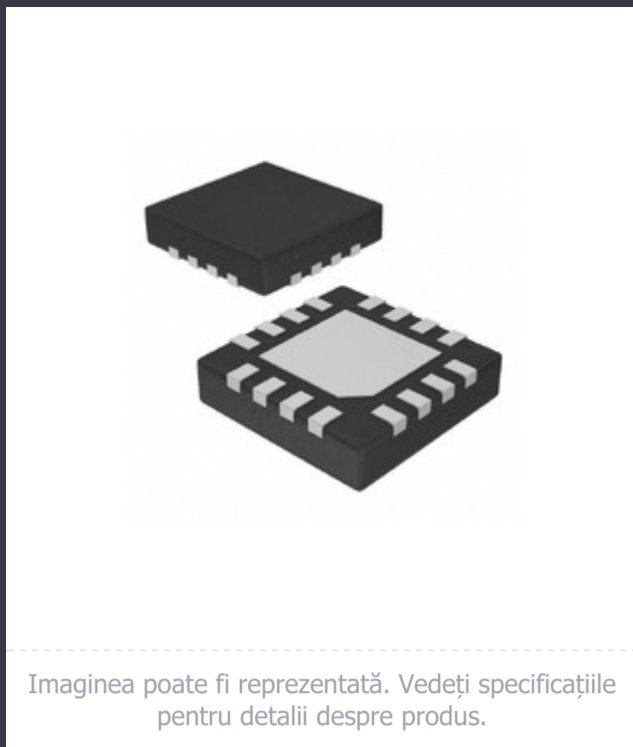 Imaginea poate fi reprezentată. Vedeți specificațiile
pentru detalii despre produs.